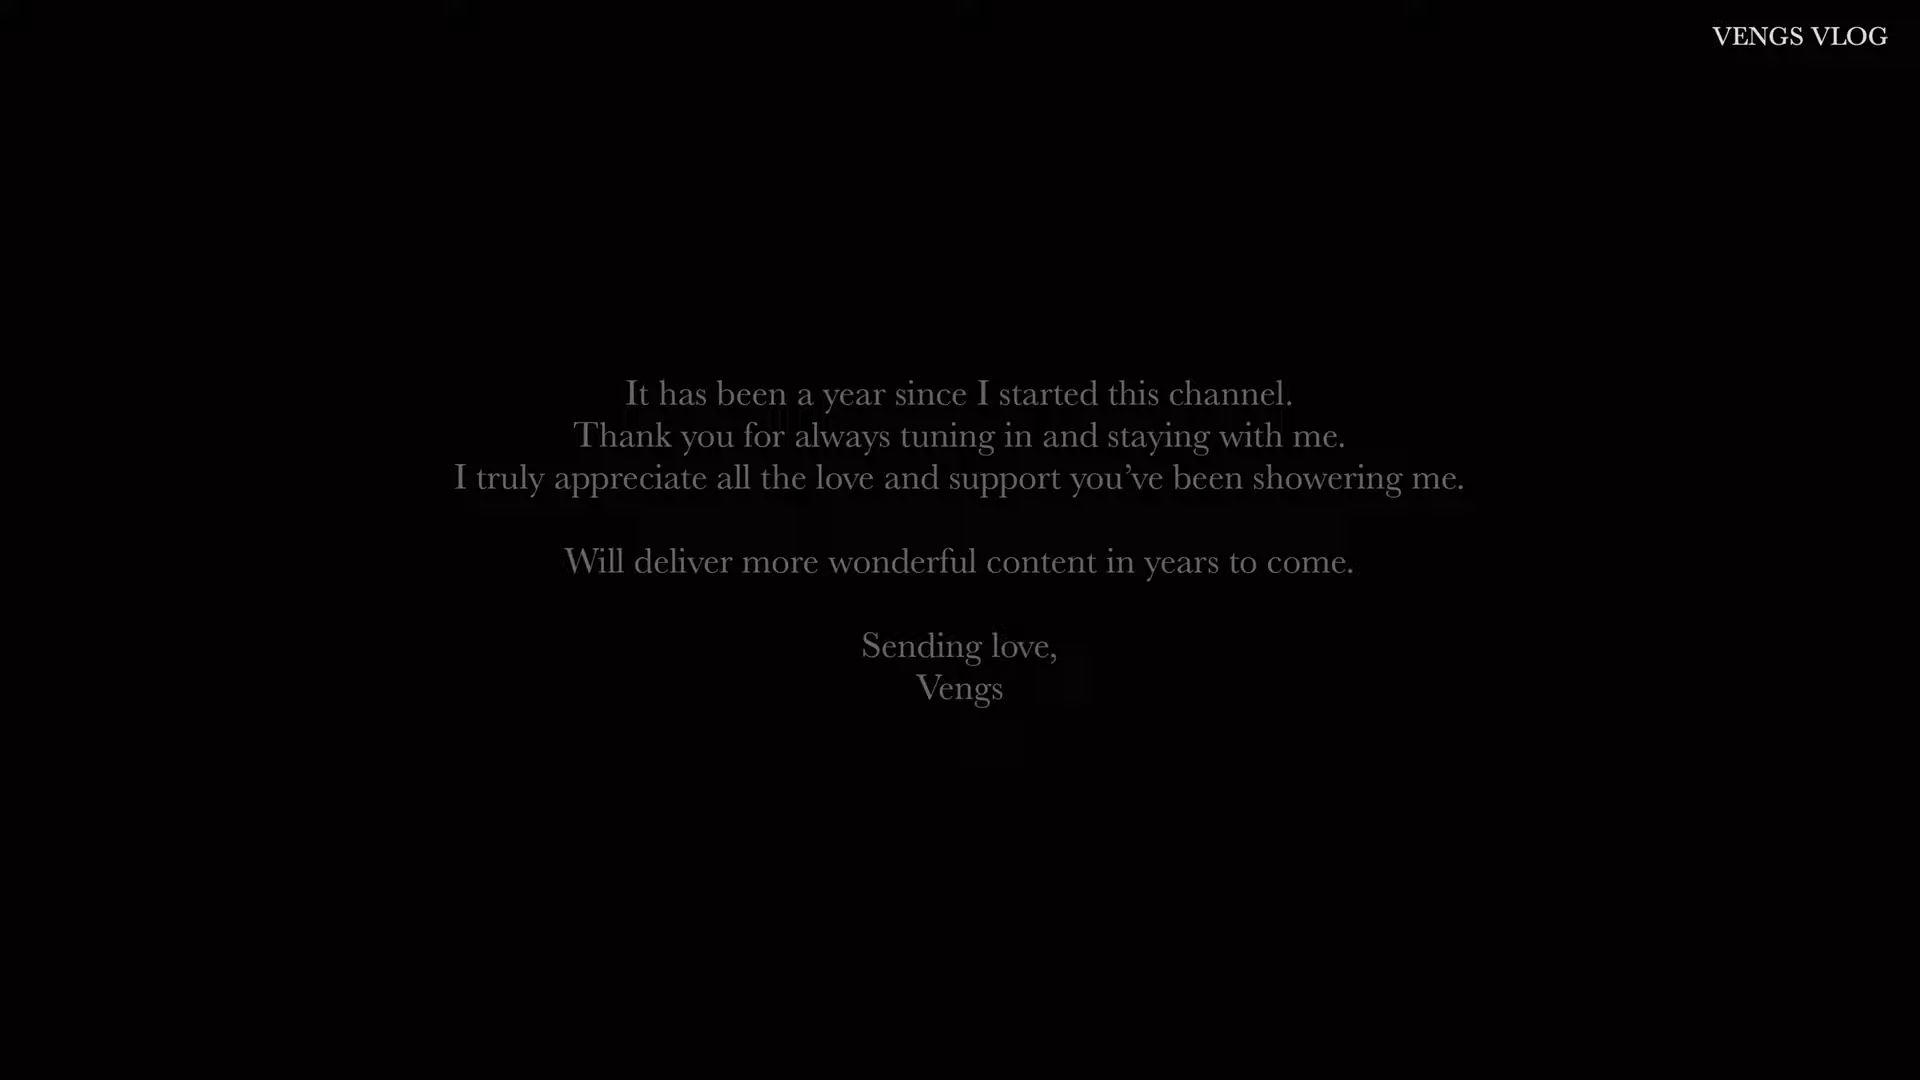 VENGS VLOG
It has been a year since I started this channel.
Thank you for always tuning in and staying with me.
I truly appreciate all the love and support you’ve been showering me.
Will deliver more wonderful content in years to come.
Sending love,
Vengs